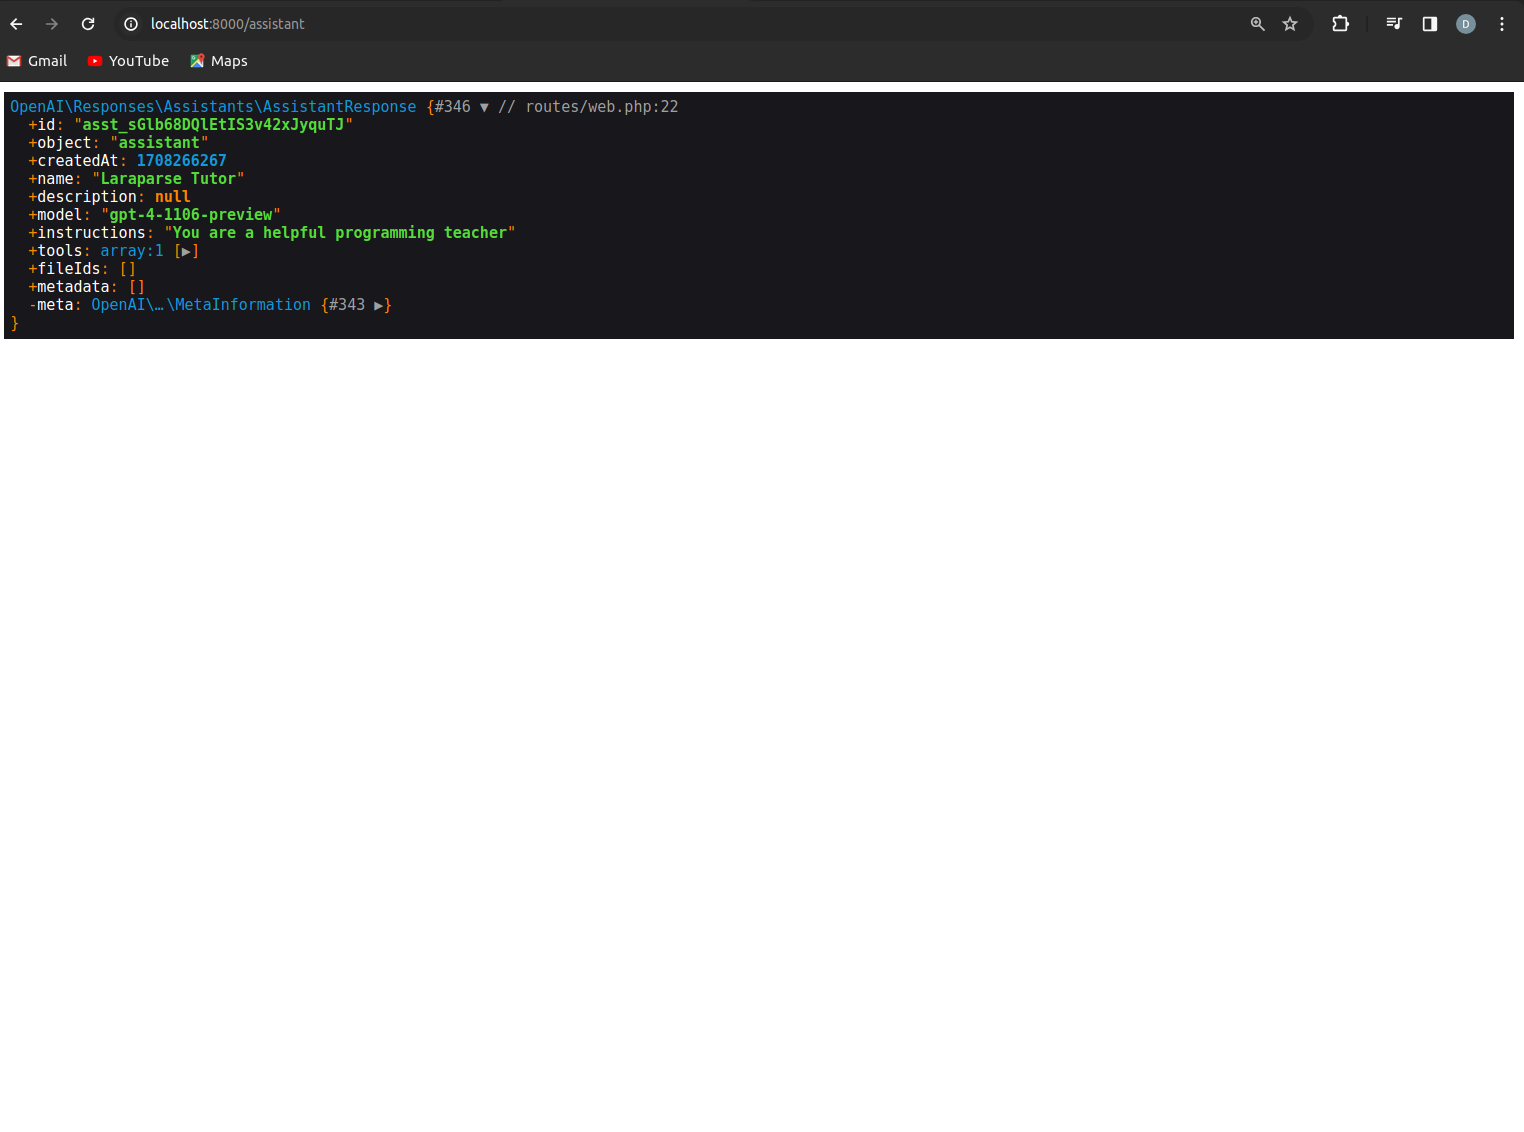 localhost:8000/assistant
D
Gmail YouTube Maps
OpenAI\Responses\Assistants\AssistantResponse {#346 ▼ // routes/web.php:22
+id: "asst_sGlb68DQlEtIS3v42xJyquTJ"
+object: "assistant"
+createdAt: 1708266267
+name: "Laraparse Tutor"
+description: null
+model: "gpt-4-1106-preview"
+instructions: "You are a helpful programming teacher"
+tools: array:1 [▶]
+fileIds: []
+metadata: []
-meta: OpenAI\…\MetaInformation {#343 ▶}
}